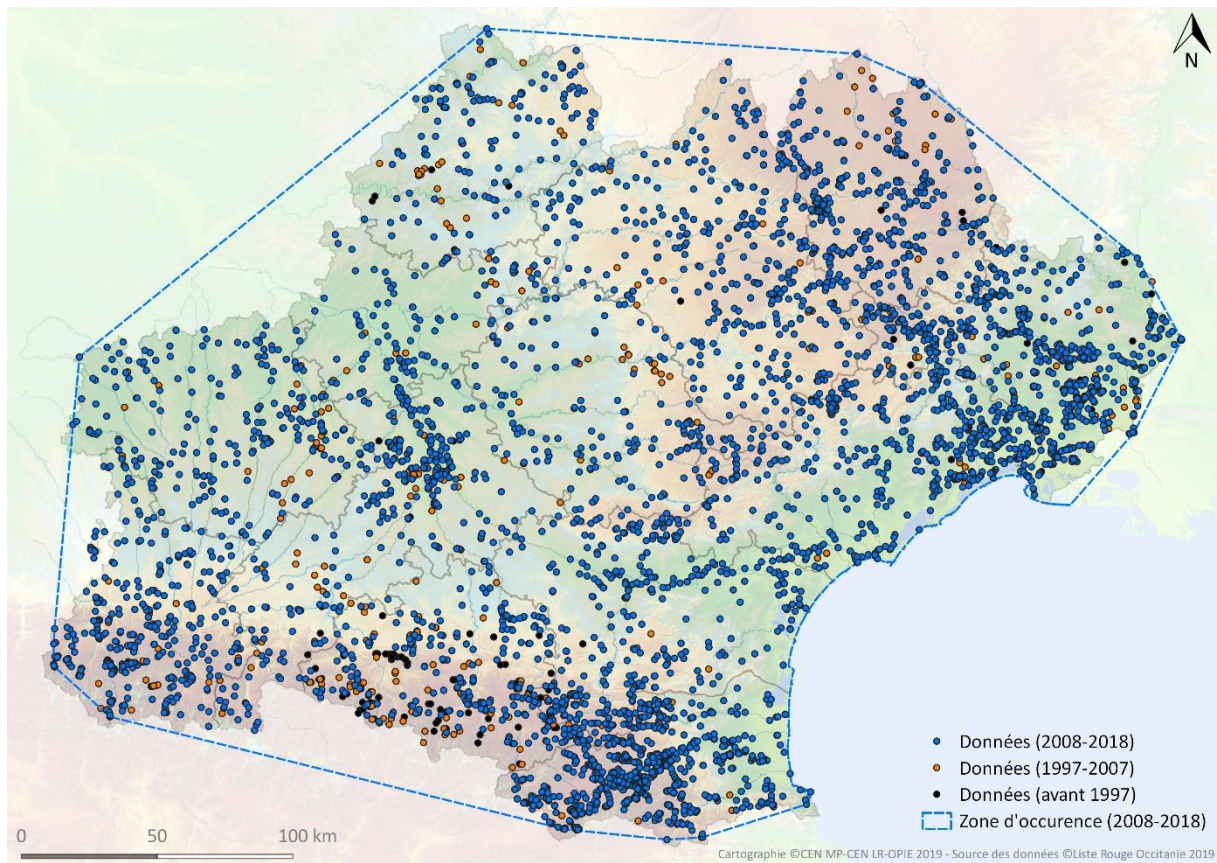 N
Données (2008-2018)
Données (1997-2007)
Données (avant 1997)
Zone d'occurence (2008-2018)
0 50 100 km
Cartographie ©CEN MP-CEN LR-OPIE 2019 - Source des données ©Liste Rouge Occitanie 2019